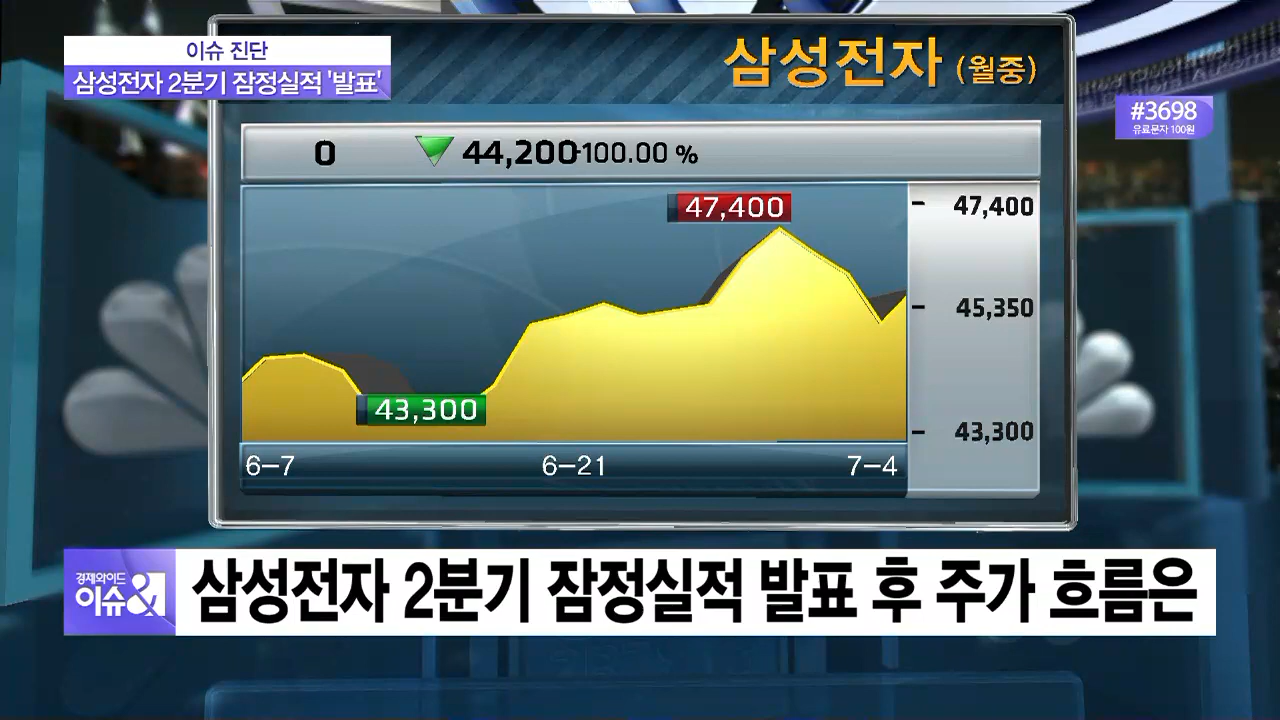 이슈 진단
삼성전자 2분기 잠정실적 '발표'
삼성전자 (월중)
#3698
유료문자 100원
0 ▼ 44,200 -100.00 %
47,400
47,400
45,350
43,300
43,300
6-7 6-21 7-4
경제와이드
이슈&
삼성전자 2분기 잠정실적 발표 후 주가 흐름은